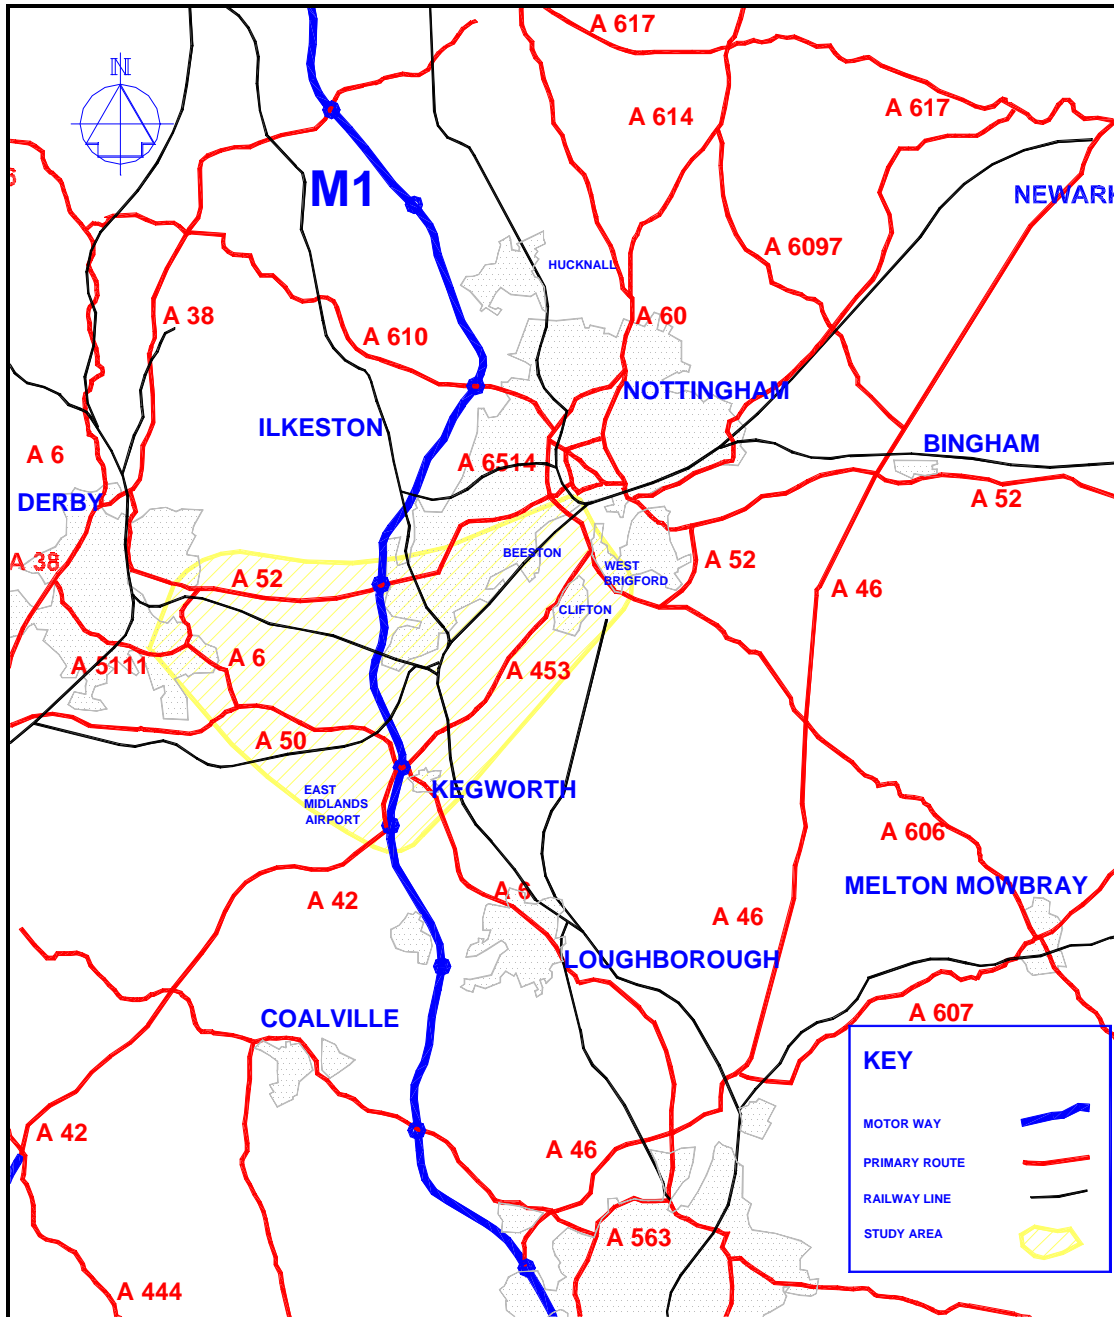 A 617
N
A 614
A 617
M1
NEWARK
A 6097
HUCKNALL
A 38
A 60
A 610
NOTTINGHAM
ILKESTON
BINGHAM
A 6
A 6514
DERBY
A 52
BEESTON
A 38
WEST
BRIGFORD
A 52
A 52
A 46
CLIFTON
A 5111
A 6
A 453
A 50
EAST
MIDLANDS
AIRPORT
KEGWORTH
A 606
MELTON MOWBRAY
A 6
A 42
A 46
LOUGHBOROUGH
COALVILLE
A 607
KEY
MOTOR WAY
A 42
A 46
PRIMARY ROUTE
RAILWAY LINE
STUDY AREA
A 563
A 444